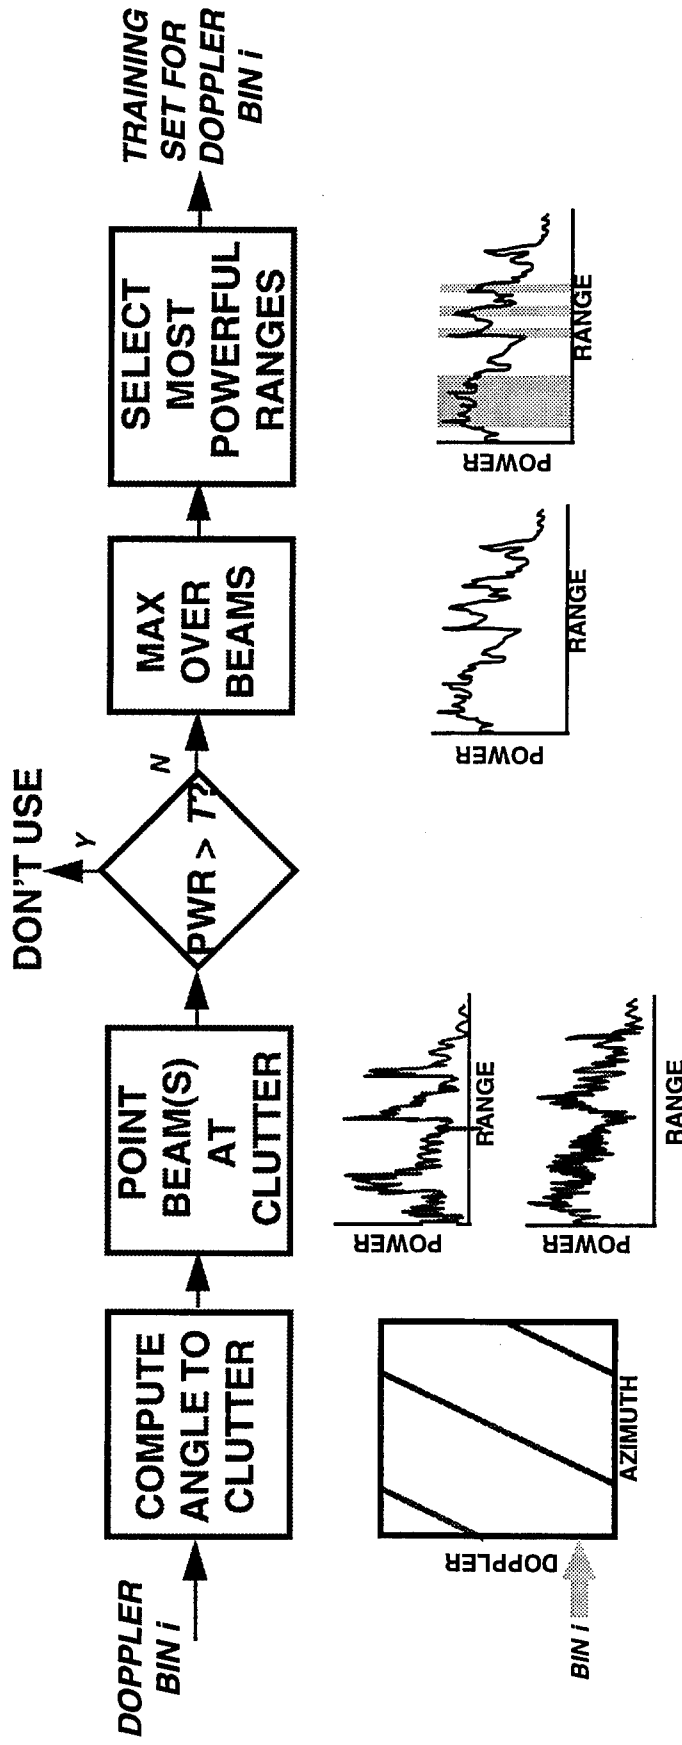 DOPPLER
BIN i
COMPUTE
ANGLE TO
CLUTTER
POINT
BEAM(S)
AT
CLUTTER
PWR > T?
Y
DON'T USE
N
MAX
OVER
BEAMS
SELECT
MOST
POWERFUL
RANGES
TRAINING
SET FOR
DOPPLER
BIN i
BIN i
DOPPLER
AZIMUTH
POWER
RANGE
POWER
RANGE
POWER
RANGE
POWER
RANGE